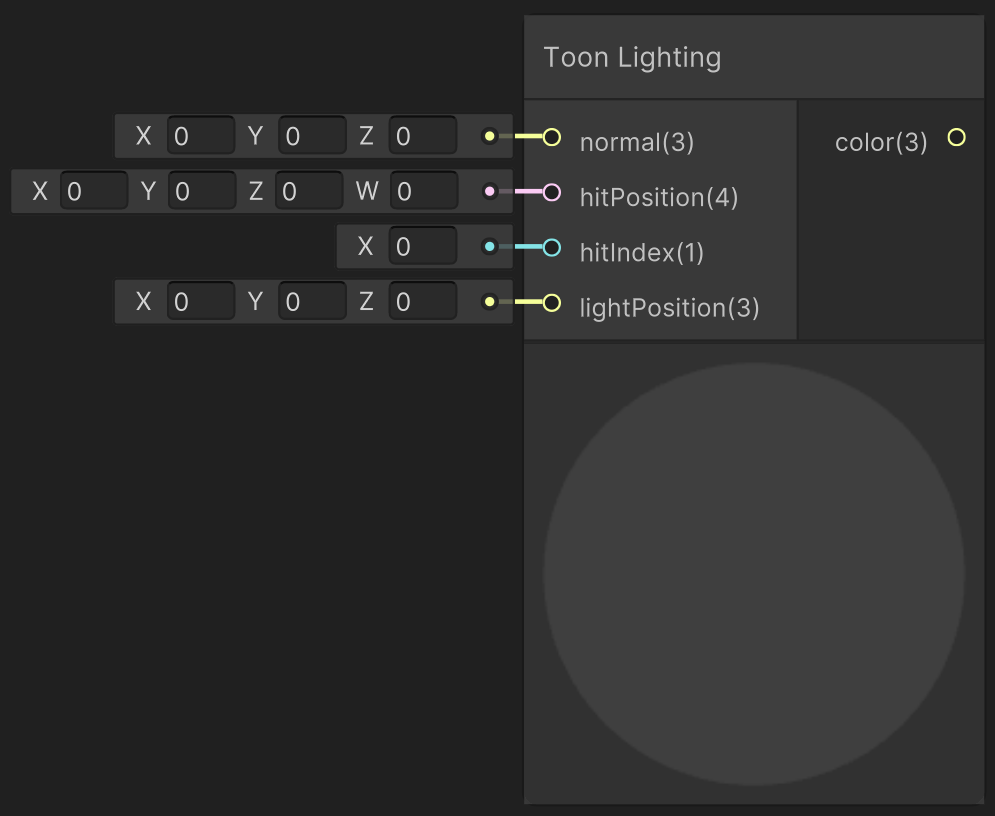 Toon Lighting
X 0 Y 0 Z 0 normal(3) color(3)
X 0 Y 0 Z 0 W 0 hitPosition(4)
X 0 hitIndex(1)
X 0 Y 0 Z 0 lightPosition(3)